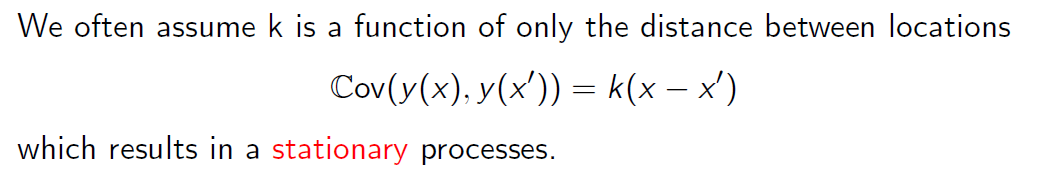 We often assume k is a function of only the distance between locations
ℂov(y(x), y(x′)) = k(x − x′)
which results in a stationary processes.